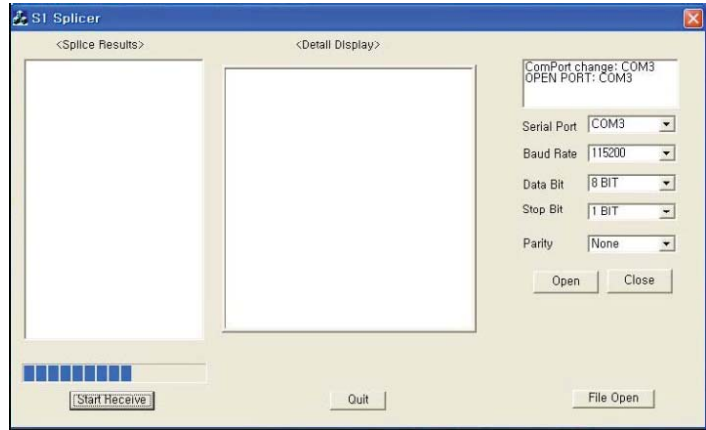 S1 Splicer
<Splice Results>
<Detail Display>
ComPort change: COM3
OPEN PORT: COM3
Serial Port COM3
Baud Rate 115200
Data Bit 8 BIT
Stop Bit 1 BIT
Parity None
Open Close
Start Receive Quit File Open